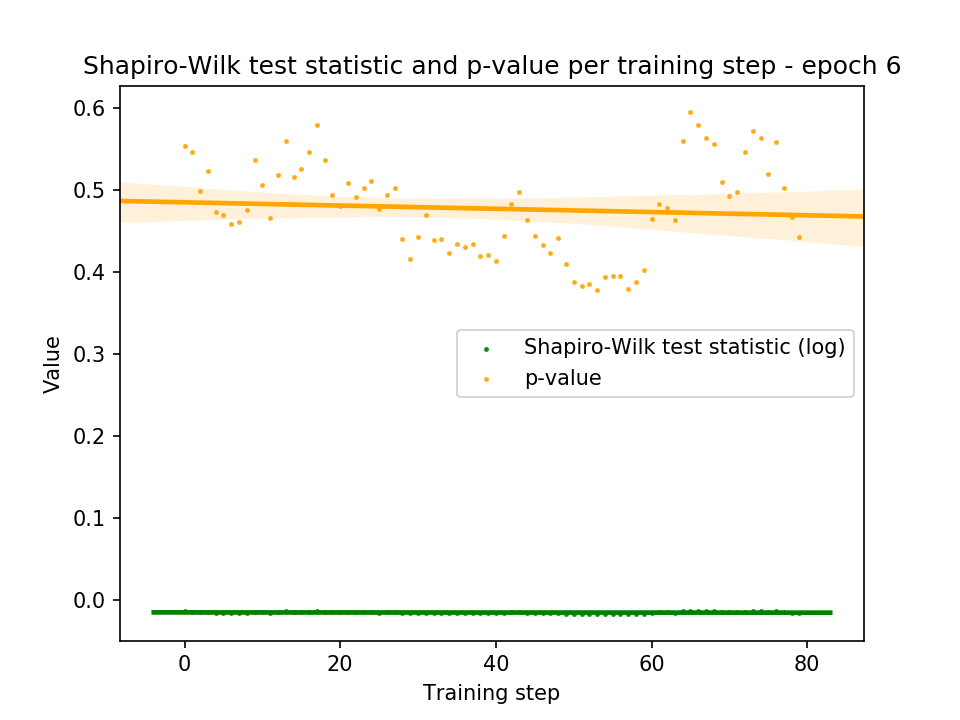 Shapiro-Wilk test statistic and p-value per training step - epoch 6
0.6
0.5
0.4
0.3
0.2
0.1
0.0
Value
Shapiro-Wilk test statistic (log)
p-value
0 20 40 60 80
Training step